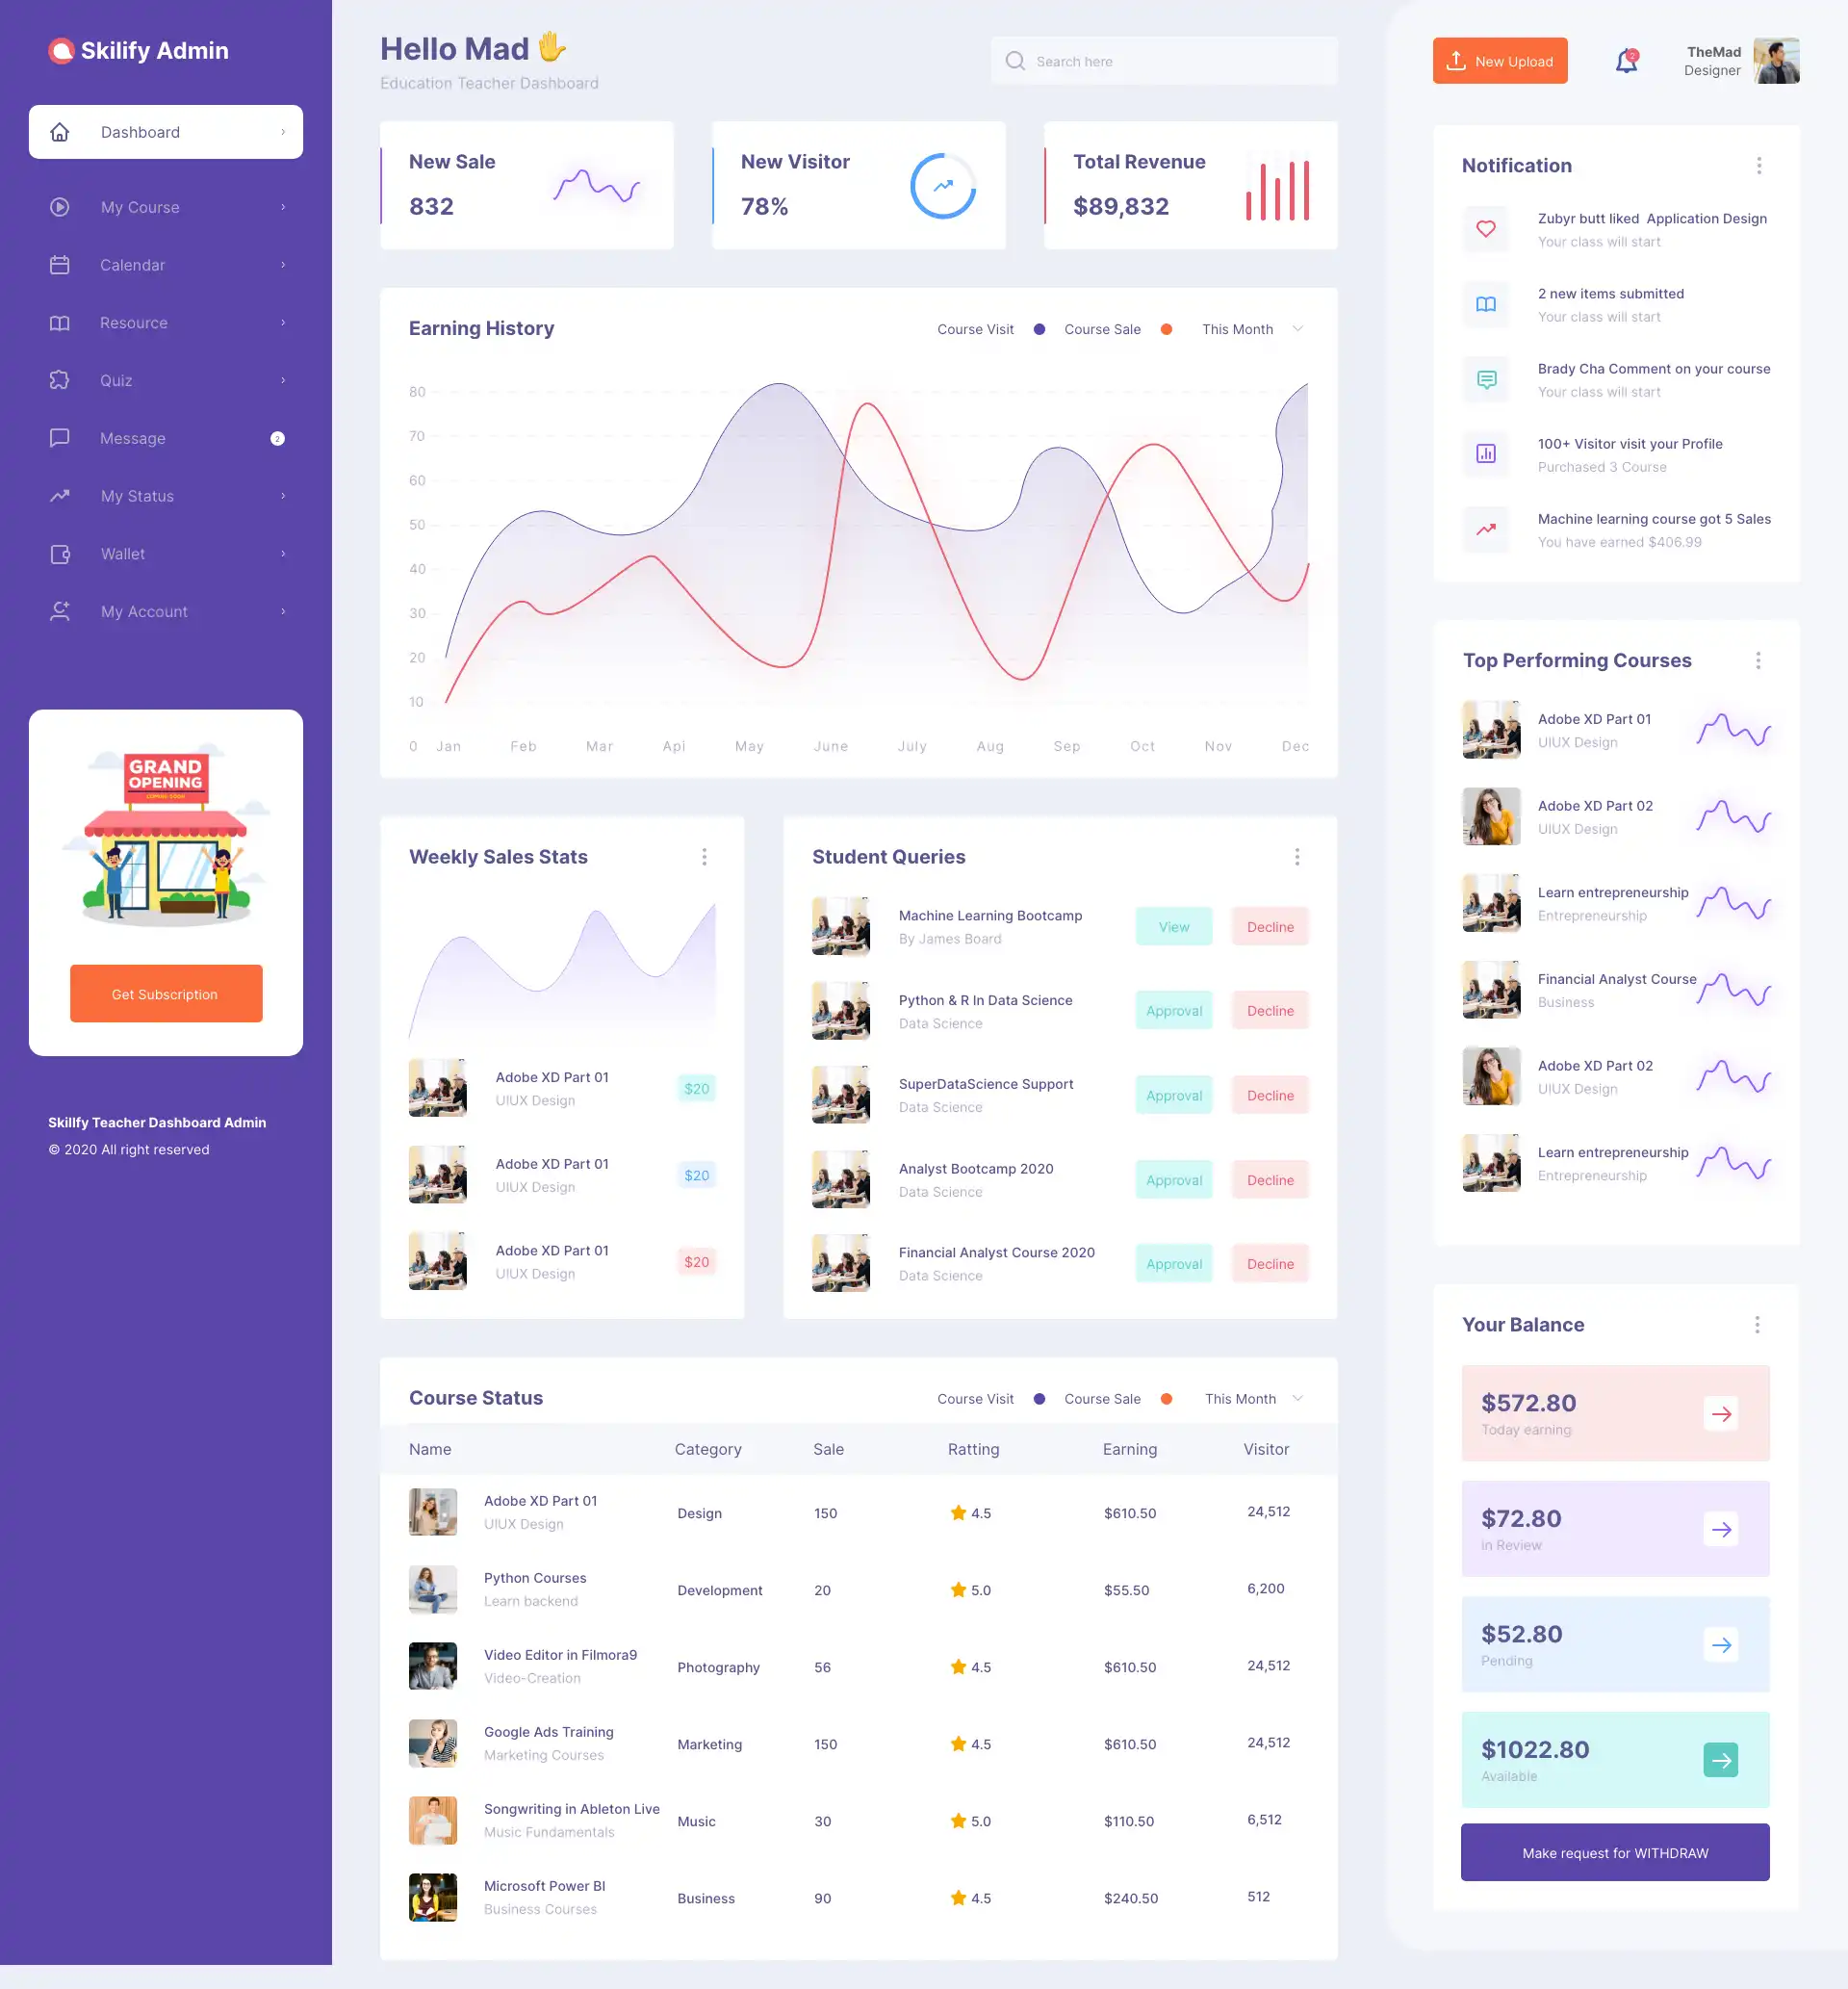 Skilify Admin
Dashboard
My Course
Calendar
Resource
Quiz
Message
2
My Status
Wallet
My Account
GRAND
OPENING
COMING SOON
Get Subscription
Skillfy Teacher Dashboard Admin
© 2020 All right reserved
Hello Mad
Education Teacher Dashboard
Search here
New Upload
2
TheMad
Designer
New Sale
832
New Visitor
78%
Total Revenue
$89,832
Earning History
Course Visit
Course Sale
This Month
80
70
60
50
40
30
20
10
0 Jan Feb Mar Api May June July Aug Sep Oct Nov Dec
Weekly Sales Stats
Adobe XD Part 01
UIUX Design
$20
Adobe XD Part 01
UIUX Design
$20
Adobe XD Part 01
UIUX Design
$20
Student Queries
Machine Learning Bootcamp
By James Board
View
Decline
Python & R In Data Science
Data Science
Approval
Decline
SuperDataScience Support
Data Science
Approval
Decline
Analyst Bootcamp 2020
Data Science
Approval
Decline
Financial Analyst Course 2020
Data Science
Approval
Decline
Course Status
Course Visit
Course Sale
This Month
Name Category Sale Ratting Earning Visitor
Adobe XD Part 01
UIUX Design
Design 150 4.5 $610.50 24,512
Python Courses
Learn backend
Development 20 5.0 $55.50 6,200
Video Editor in Filmora9
Video-Creation
Photography 56 4.5 $610.50 24,512
Google Ads Training
Marketing Courses
Marketing 150 4.5 $610.50 24,512
Songwriting in Ableton Live
Music Fundamentals
Music 30 5.0 $110.50 6,512
Microsoft Power BI
Business Courses
Business 90 4.5 $240.50 512
Notification
Zubyr butt liked Application Design
Your class will start
2 new items submitted
Your class will start
Brady Cha Comment on your course
Your class will start
100+ Visitor visit your Profile
Purchased 3 Course
Machine learning course got 5 Sales
You have earned $406.99
Top Performing Courses
Adobe XD Part 01
UIUX Design
Adobe XD Part 02
UIUX Design
Learn entrepreneurship
Entrepreneurship
Financial Analyst Course
Business
Adobe XD Part 02
UIUX Design
Learn entrepreneurship
Entrepreneurship
Your Balance
$572.80
Today earning
$72.80
in Review
$52.80
Pending
$1022.80
Available
Make request for WITHDRAW